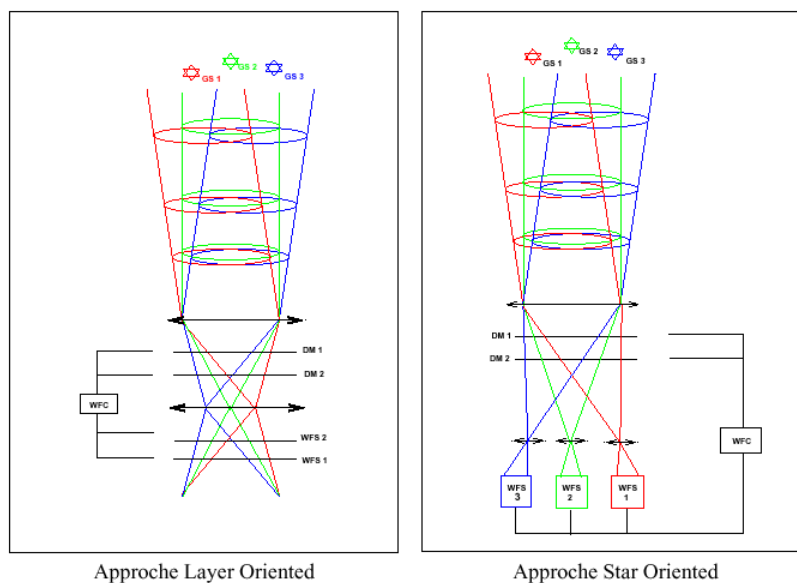 GS 1
GS 2
GS 3
DM 1
DM 2
WFC
WFS 2
WFS 1
Approche Layer Oriented
GS 1
GS 2
GS 3
DM 1
DM 2
WFC
WFS
3
WFS
2
WFS
1
Approche Star Oriented